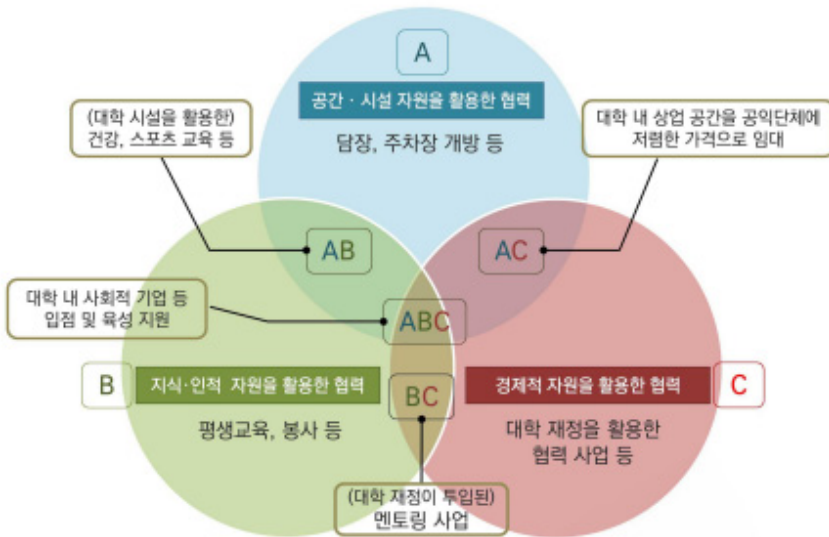 A
공간 · 시설 자원을 활용한 협력
담장, 주차장 개방 등
(대학 시설을 활용한)
건강, 스포츠 교육 등
대학 내 상업 공간을 공익단체에
저렴한 가격으로 임대
AB
AC
대학 내 사회적 기업 등
입점 및 육성 지원
ABC
B
지식·인적 자원을 활용한 협력
평생교육, 봉사 등
BC
경제적 자원을 활용한 협력
C
대학 재정을 활용한
협력 사업 등
(대학 재정이 투입된)
멘토링 사업